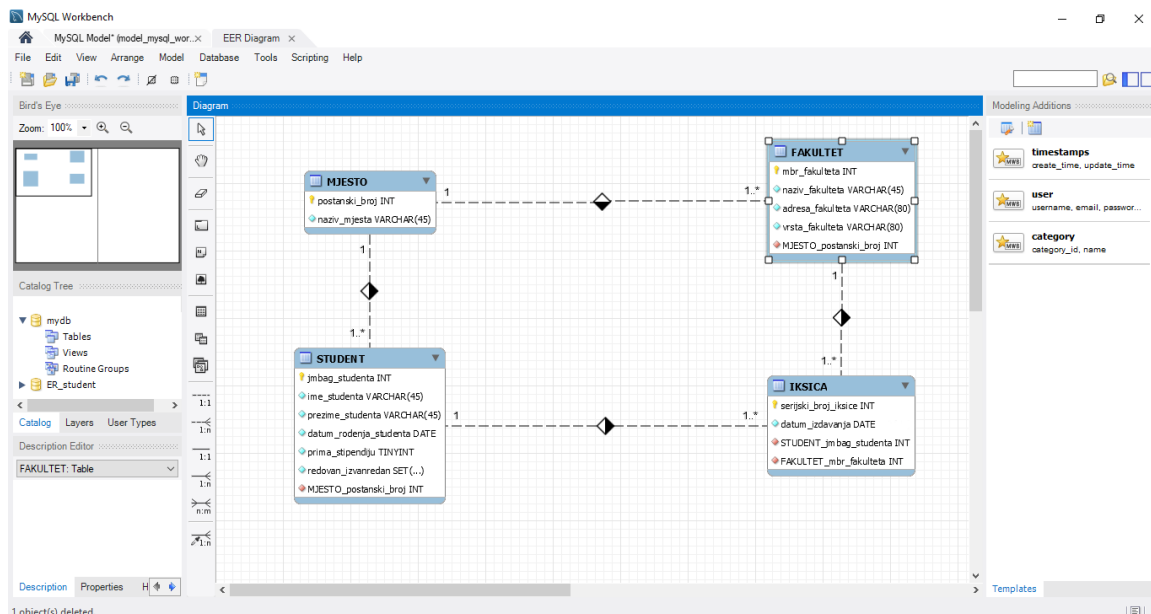 MySQL Workbench
MySQL Model* (model_mysql_wor..× EER Diagram ×
File Edit View Arrange Model Database Tools Scripting Help
Bird's Eye
Zoom: 100%
Catalog Tree
mydb
Tables
Views
Routine Groups
ER_student
Catalog Layers User Types
Description Editor
FAKULTET: Table
Description Properties H
1 object(s) deleted
1:1
1:n
1:1
1:n
n:m
1:n
Diagram
MJESTO
postanski_broj INT
naziv_mjesta VARCHAR(45)
1
1..*
FAKULTET
mbr_fakulteta INT
naziv_fakulteta VARCHAR(45)
adresa_fakulteta VARCHAR(80)
vrsta_fakulteta VARCHAR(80)
MJESTO_postanski_broj INT
1
1..*
1
1..*
STUDENT
jmbag_studenta INT
ime_studenta VARCHAR(45)
prezime_studenta VARCHAR(45)
datum_rodenja_studenta DATE
prima_stipendiju TINYINT
redovan_izvanredan SET(...)
MJESTO_postanski_broj INT
1
1..*
IKSICA
serijski_broj_iksice INT
datum_izdavanja DATE
STUDENT_jmbag_studenta INT
FAKULTET_mbr_fakulteta INT
Modeling Additions
timestamps
create_time, update_time
user
username, email, passwor...
category
category_id, name
Templates